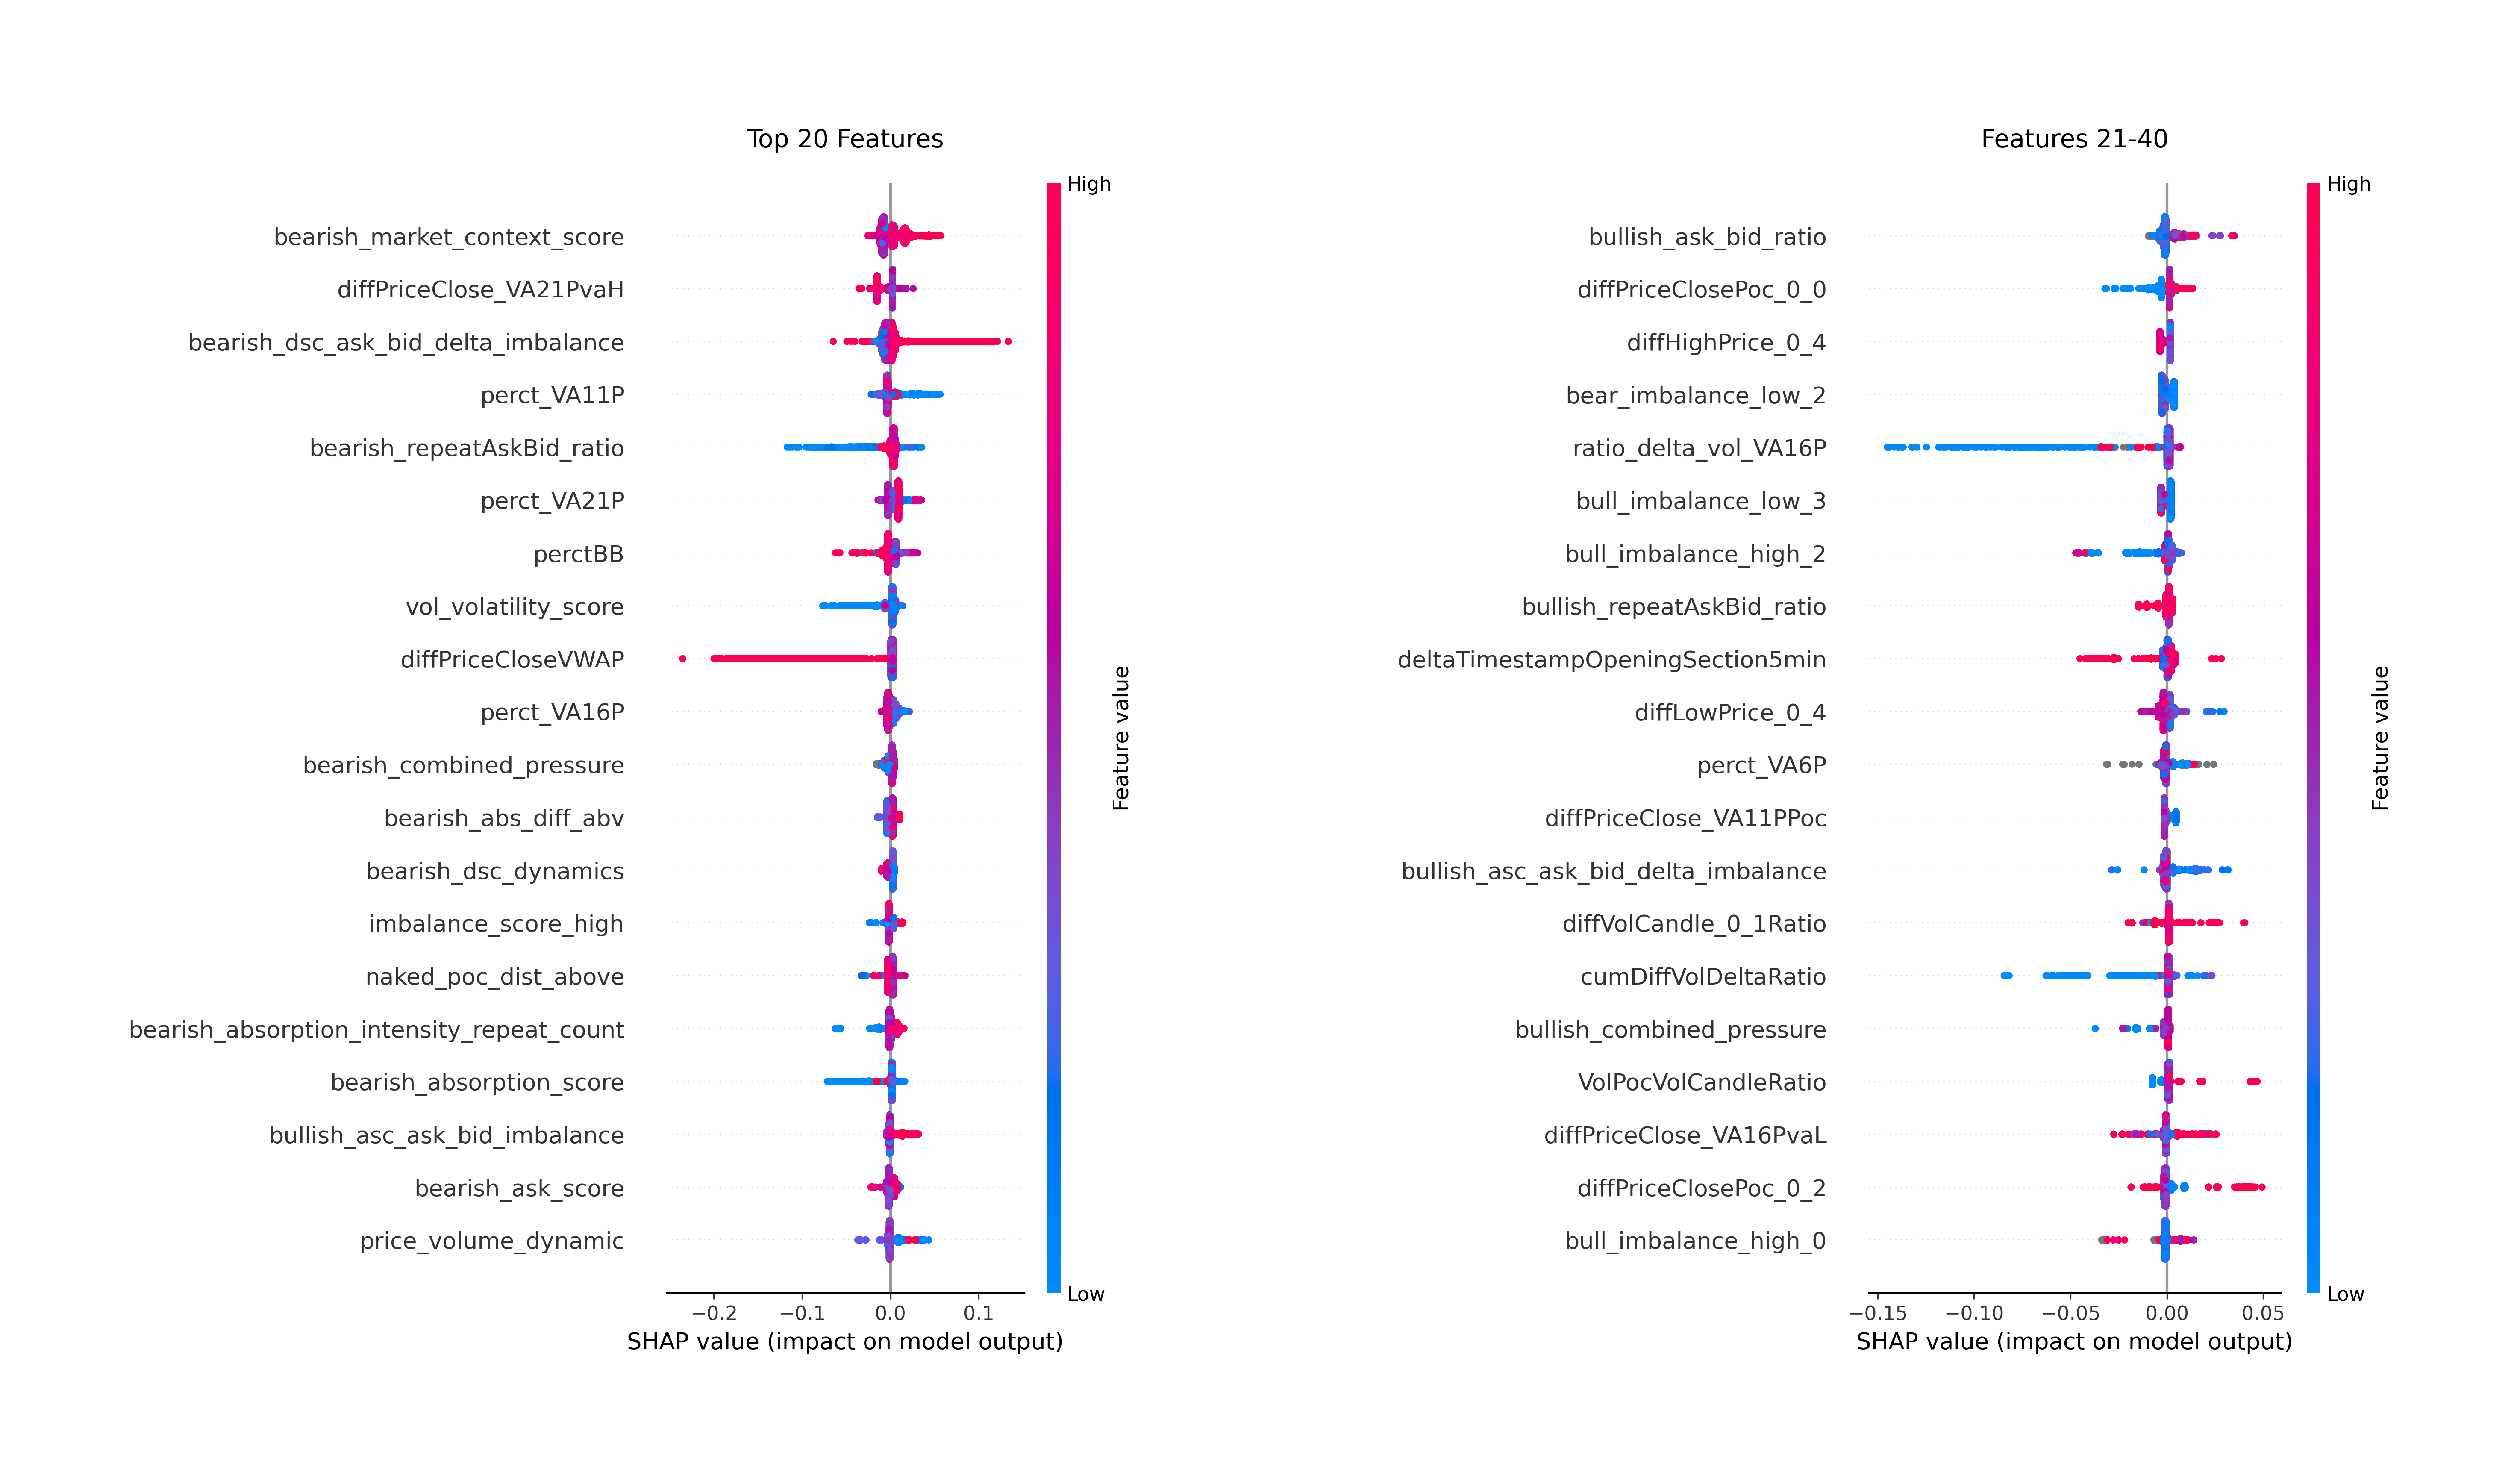 Top 20 Features
High
bearish_market_context_score
diffPriceClose_VA21PvaH
bearish_dsc_ask_bid_delta_imbalance
perct_VA11P
bearish_repeatAskBid_ratio
perct_VA21P
perctBB
vol_volatility_score
diffPriceCloseVWAP
perct_VA16P
bearish_combined_pressure
bearish_abs_diff_abv
bearish_dsc_dynamics
imbalance_score_high
naked_poc_dist_above
bearish_absorption_intensity_repeat_count
bearish_absorption_score
bullish_asc_ask_bid_imbalance
bearish_ask_score
price_volume_dynamic
Feature value
Low
−0.2 −0.1 0.0 0.1
SHAP value (impact on model output)
Features 21-40
High
bullish_ask_bid_ratio
diffPriceClosePoc_0_0
diffHighPrice_0_4
bear_imbalance_low_2
ratio_delta_vol_VA16P
bull_imbalance_low_3
bull_imbalance_high_2
bullish_repeatAskBid_ratio
deltaTimestampOpeningSection5min
diffLowPrice_0_4
perct_VA6P
diffPriceClose_VA11PPoc
bullish_asc_ask_bid_delta_imbalance
diffVolCandle_0_1Ratio
cumDiffVolDeltaRatio
bullish_combined_pressure
VolPocVolCandleRatio
diffPriceClose_VA16PvaL
diffPriceClosePoc_0_2
bull_imbalance_high_0
Feature value
Low
−0.15 −0.10 −0.05 0.00 0.05
SHAP value (impact on model output)